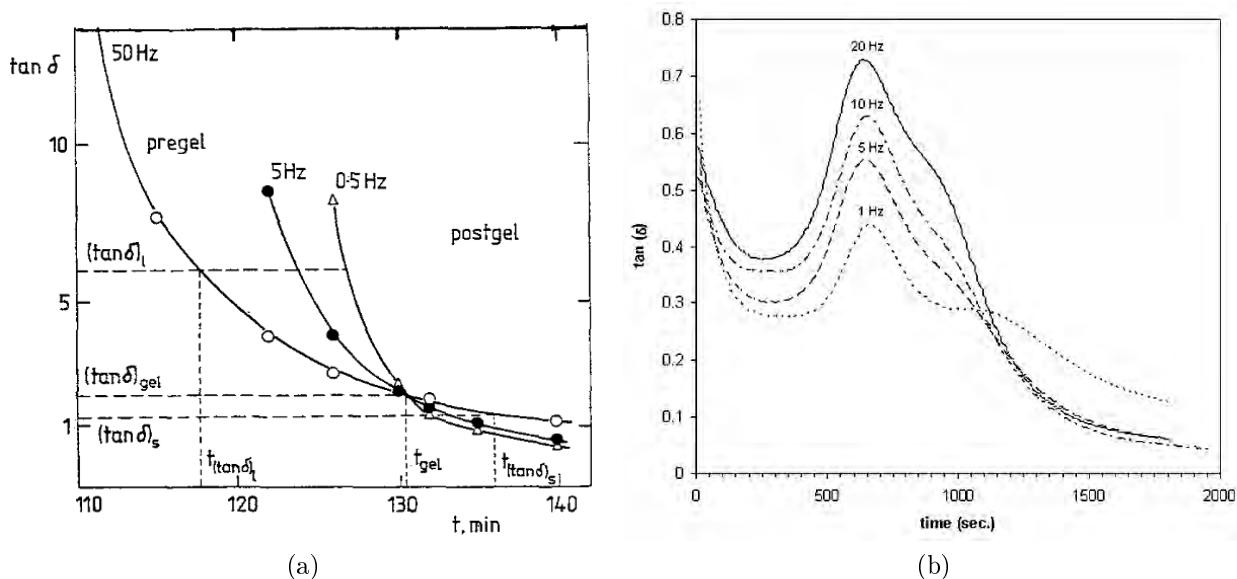 50 Hz
tan δ
10
pregel
5Hz
0·5 Hz
postgel
(tanδ)l
5
(tanδ)gel
1
(tanδ)s
t(tanδ)l
tgel
t(tanδ)s
110
120
130
140
t, min
(a)
0.8
0.7
0.6
0.5
0.4
0.3
0.2
0.1
0
tan (δ)
20 Hz
10 Hz
5 Hz
1 Hz
0
500
1000
1500
2000
time (sec.)
(b)